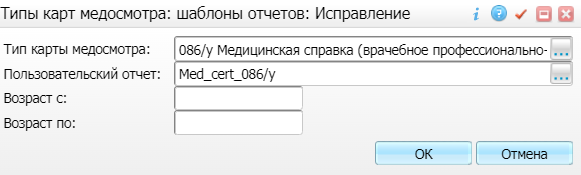 Типы карт медосмотра: шаблоны отчетов: Исправление
Тип карты медосмотра: 086/у Медицинская справка (врачебное профессионально- ...
Пользовательский отчет: Med_cert_086/y ...
Возраст с:
Возраст по:
ОК Отмена